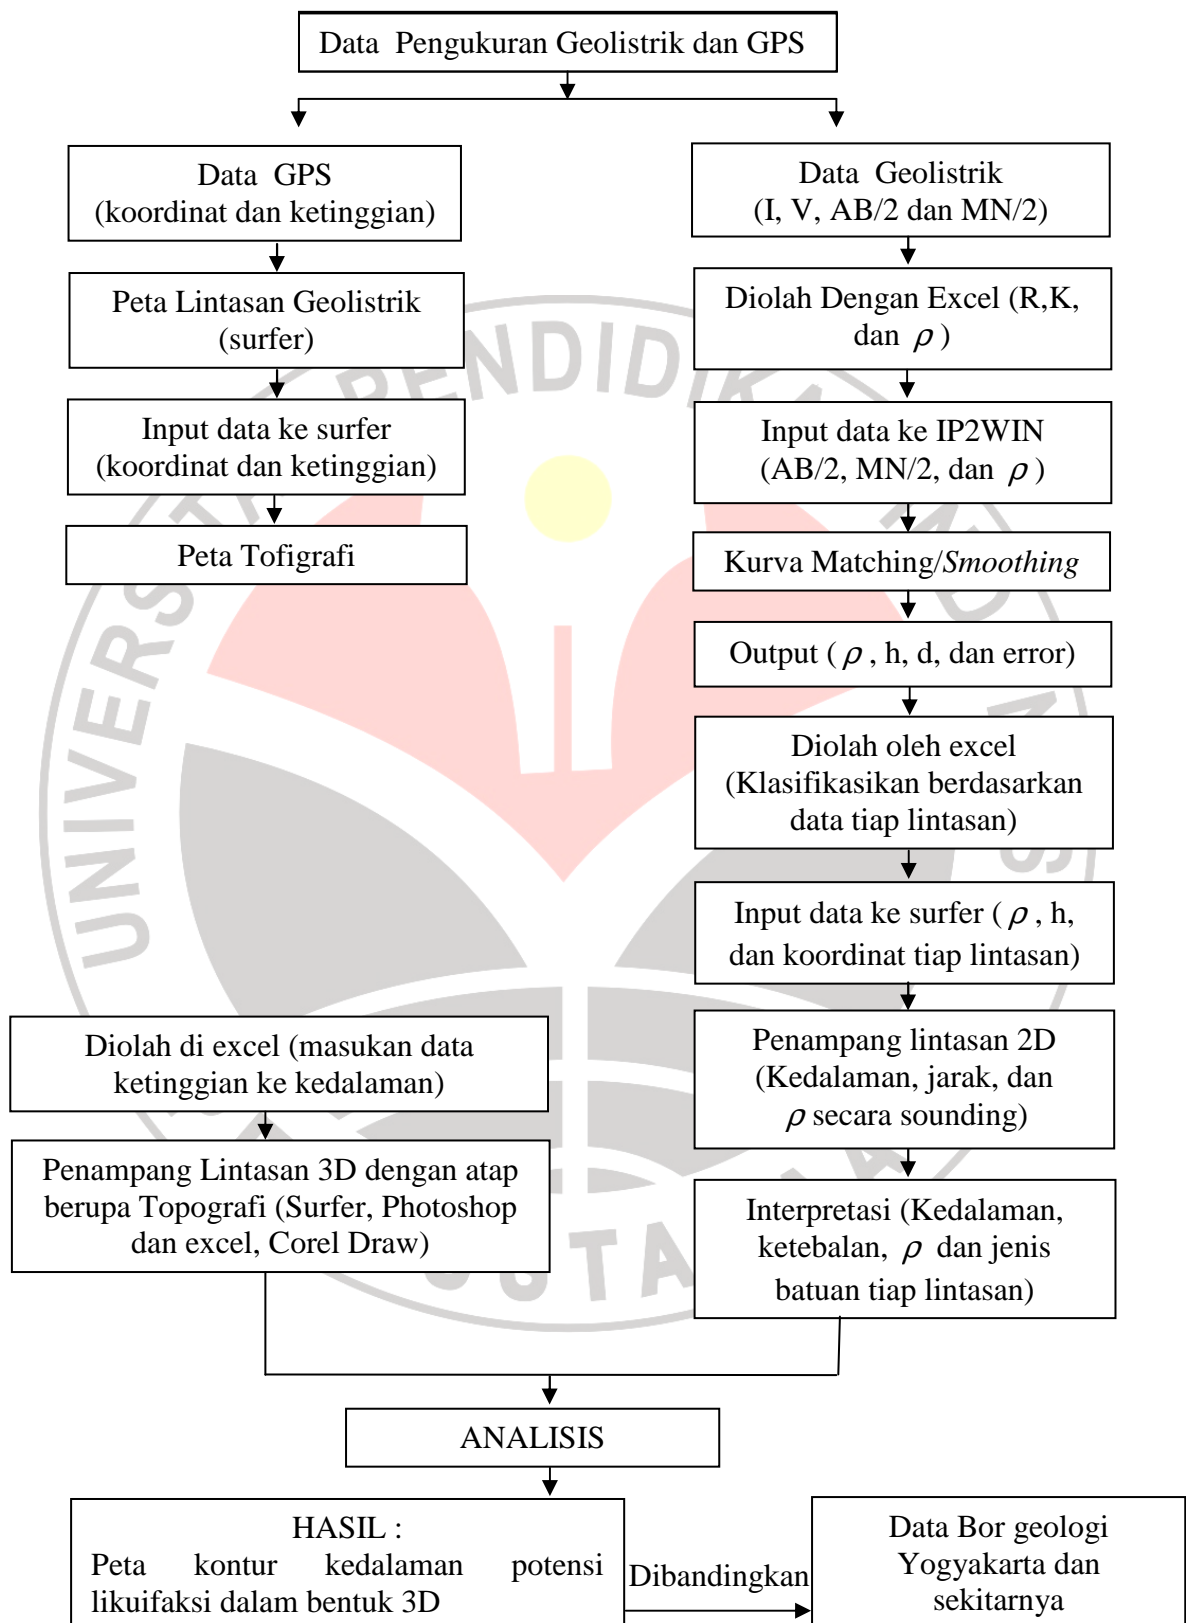 Data Pengukuran Geolistrik dan GPS
Data GPS
(koordinat dan ketinggian)
Peta Lintasan Geolistrik
(surfer)
Input data ke surfer
(koordinat dan ketinggian)
Peta Tofigrafi
Data Geolistrik
(I, V, AB/2 dan MN/2)
Diolah Dengan Excel (R,K,
dan ρ )
Input data ke IP2WIN
(AB/2, MN/2, dan ρ )
Kurva Matching/Smoothing
Output ( ρ , h, d, dan error)
Diolah oleh excel
(Klasifikasikan berdasarkan
data tiap lintasan)
Input data ke surfer ( ρ , h,
dan koordinat tiap lintasan)
Penampang lintasan 2D
(Kedalaman, jarak, dan
ρ secara sounding)
Interpretasi (Kedalaman,
ketebalan, ρ dan jenis
batuan tiap lintasan)
Diolah di excel (masukan data
ketinggian ke kedalaman)
Penampang Lintasan 3D dengan atap
berupa Topografi (Surfer, Photoshop
dan excel, Corel Draw)
ANALISIS
HASIL :
Peta kontur kedalaman potensi
likuifaksi dalam bentuk 3D
Dibandingkan
Data Bor geologi
Yogyakarta dan
sekitarnya